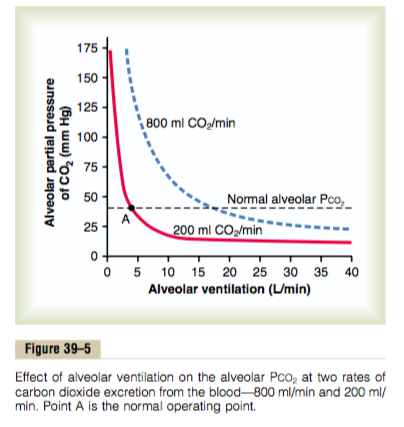 175
150
125
100
75
50
25
0
Alveolar partial pressure
of CO₂ (mm Hg)
800 ml CO₂/min
Normal alveolar PCO₂
A
200 ml CO₂/min
0 5 10 15 20 25 30 35 40
Alveolar ventilation (L/min)
Figure 39–5
Effect of alveolar ventilation on the alveolar PCO₂ at two rates of
carbon dioxide excretion from the blood—800 ml/min and 200 ml/
min. Point A is the normal operating point.